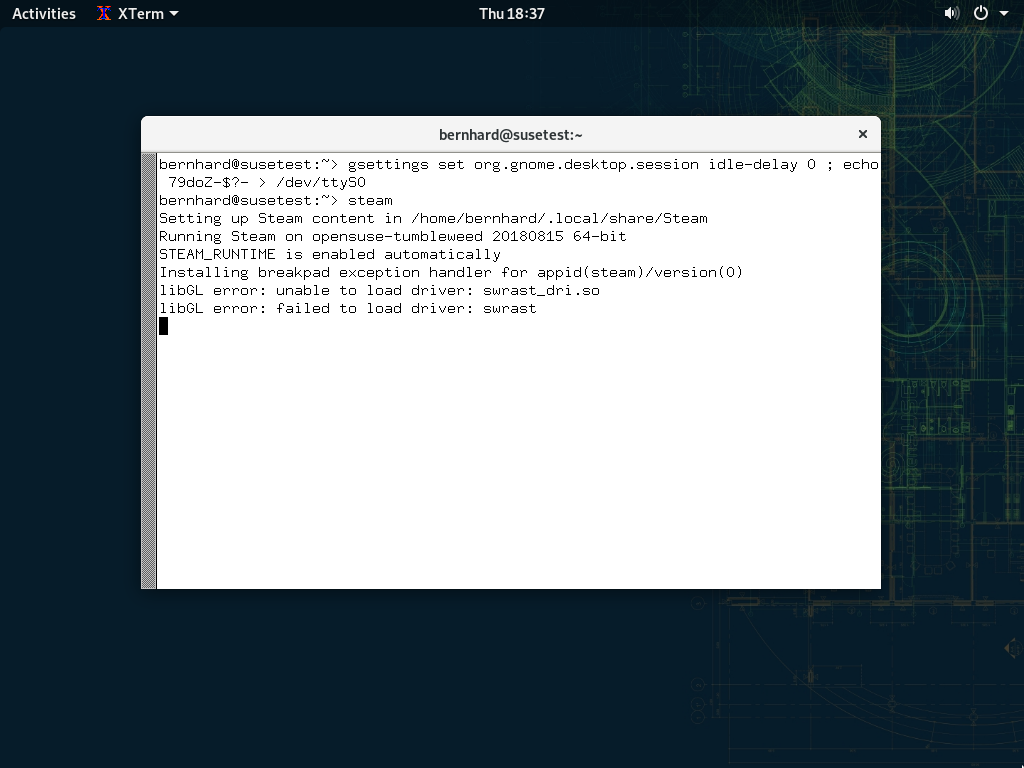 Activities XTerm Thu 18:37
bernhard@susetest:~
bernhard@susetest:~> gsettings set org.gnome.desktop.session idle-delay 0 ; echo
79doZ-$?- > /dev/ttyS0
bernhard@susetest:~> steam
Setting up Steam content in /home/bernhard/.local/share/Steam
Running Steam on opensuse-tumbleweed 20180815 64-bit
STEAM_RUNTIME is enabled automatically
Installing breakpad exception handler for appid(steam)/version(0)
libGL error: unable to load driver: swrast_dri.so
libGL error: failed to load driver: swrast